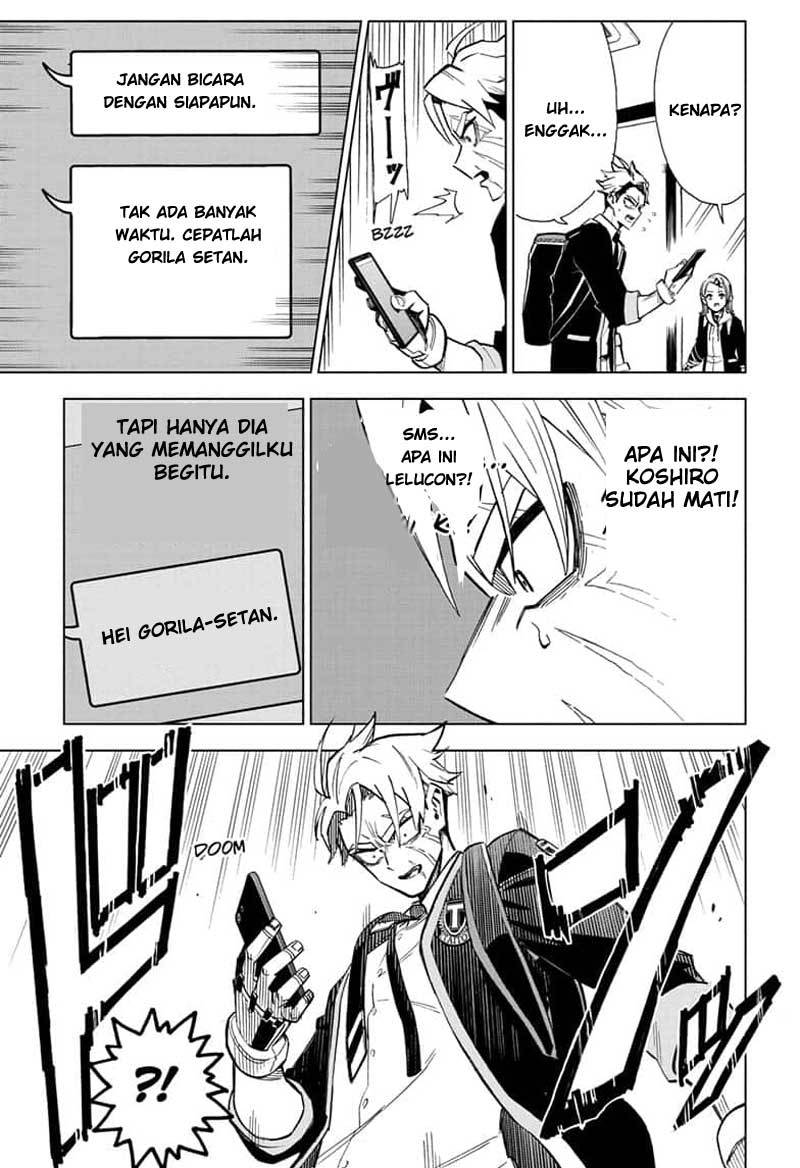 KENAPA?
UH...
ENGGAK...
ヴーッ
BZZZ
JANGAN BICARA
DENGAN SIAPAPUN.
TAK ADA BANYAK
WAKTU. CEPATLAH
GORILA SETAN.
APA INI?!
KOSHIRO
SUDAH MATI!
SMS...
APA INI
LELUCON?!
TAPI HANYA DIA
YANG MEMANGGILKU
BEGITU.
HEI GORILA-SETAN.
DOOM
?!
T